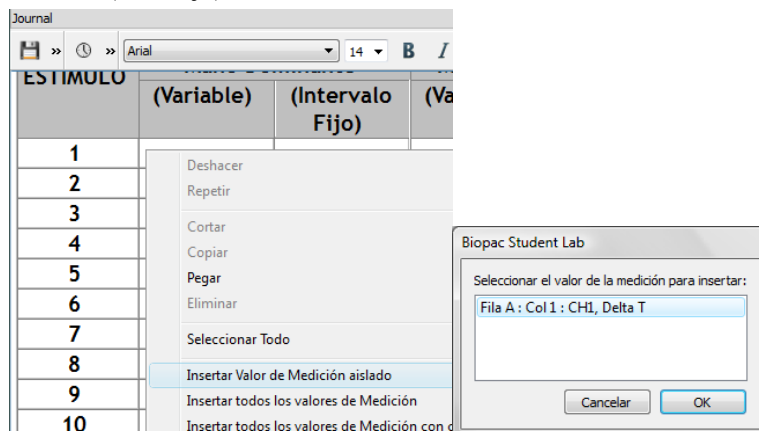 Journal
» » Arial 14 B I
ESTÍMULO
(Variable) (Intervalo Fijo) (Va
1
2
3
4
5
6
7
8
9
10
Deshacer
Repetir
Cortar
Copiar
Pegar
Eliminar
Seleccionar Todo
Insertar Valor de Medición aislado
Insertar todos los valores de Medición
Insertar todos los valores de Medición con
Biopac Student Lab
Seleccionar el valor de la medición para insertar:
Fila A : Col 1 : CH1, Delta T
Cancelar OK